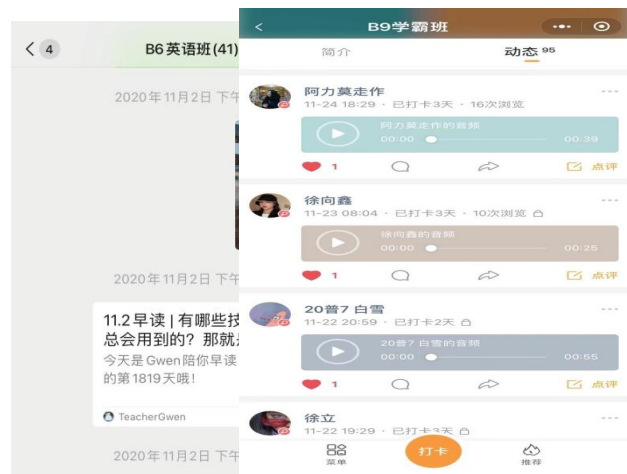 4
B6英语班(41)
2020年11月2日 下午
2020年11月2日 下午
11.2早读 | 有哪些技
总会用到的？那就
今天是Gwen陪你早读
的第1819天哦！
TeacherGwen
2020年11月2日 下午
B9学霸班
简介
动态 95
阿力莫走作
11-24 18:29 · 已打卡3天 · 16次浏览
阿力莫走作的音频
00:00
00:39
1
点评
徐向鑫
11-23 08:04 · 已打卡3天 · 10次浏览
徐向鑫的音频
00:00
00:25
1
点评
20普7 白雪
11-22 20:59 · 已打卡2天
20普7 白雪的音频
00:00
00:55
1
点评
徐立
11-22 19:29 · 已打卡3天
菜单
打卡
推荐